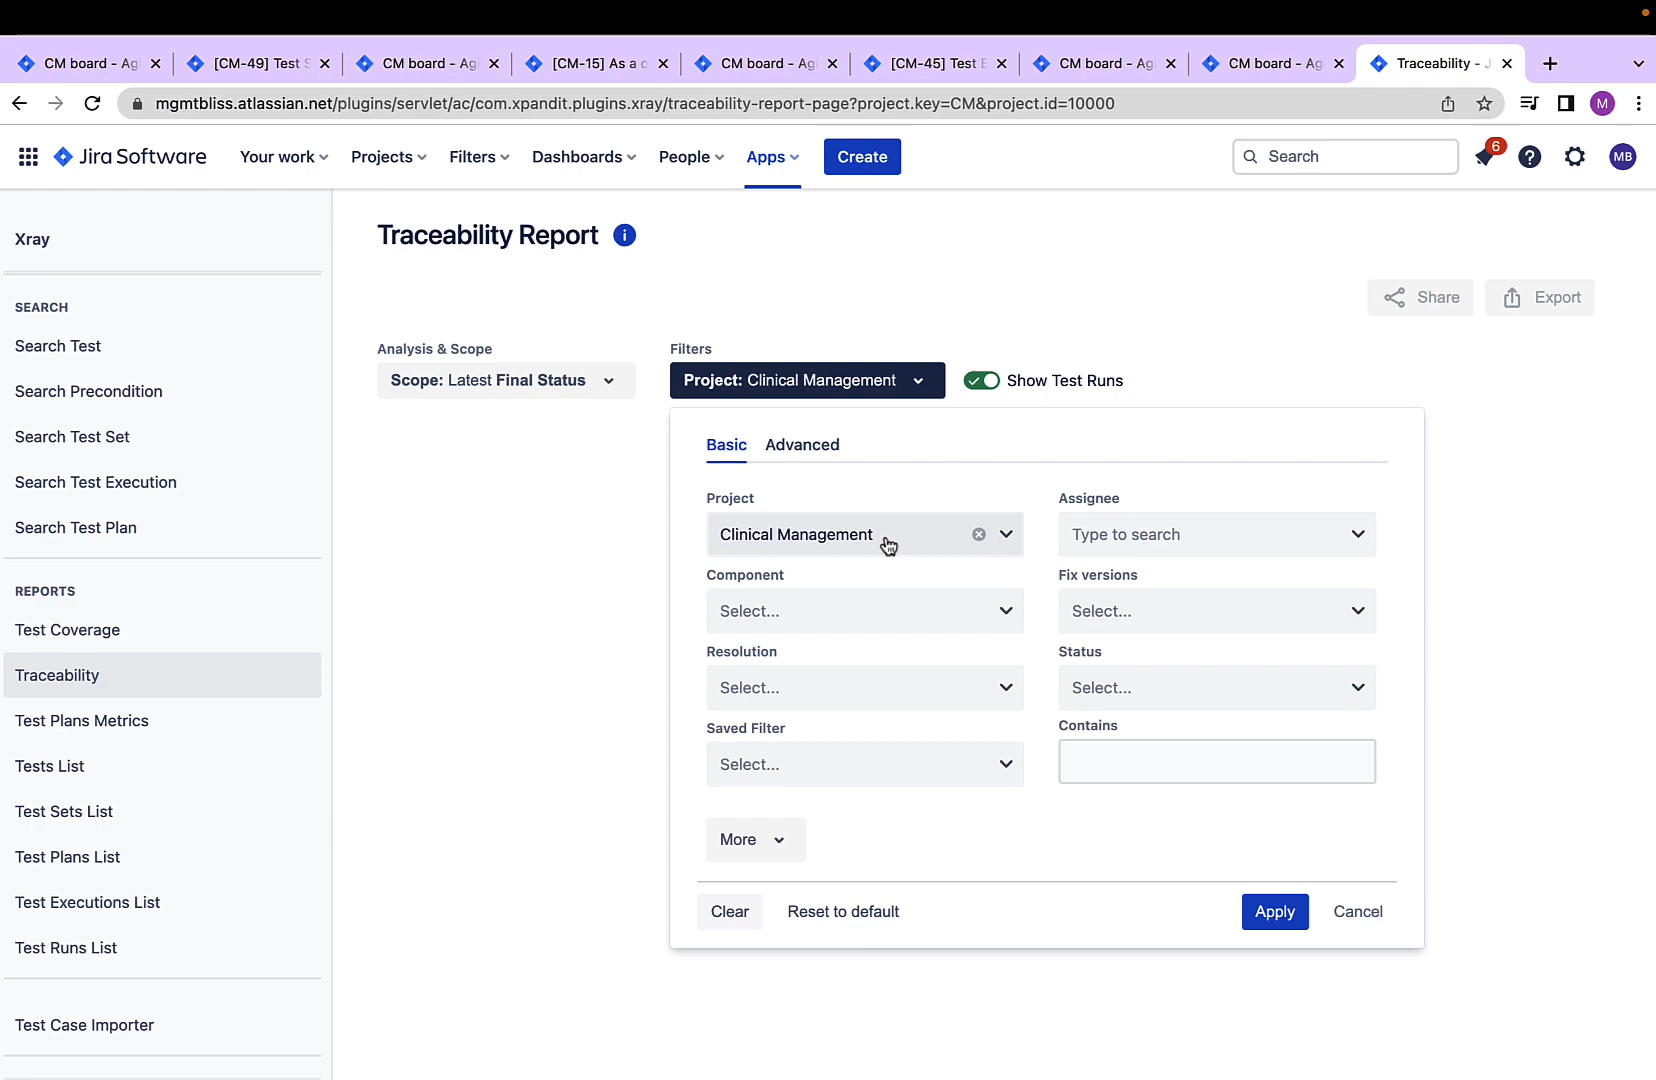 CM board - Ag
[CM-49] Test S
CM board - Ag
[CM-15] As a c
CM board - Ag
[CM-45] Test E
CM board - Ag
CM board - Ag
Traceability - J
mgmtbliss.atlassian.net/plugins/servlet/ac/com.xpandit.plugins.xray/traceability-report-page?project.key=CM&project.id=10000
M
Jira Software
Your work
Projects
Filters
Dashboards
People
Apps
Create
Search
6
MB
Xray
SEARCH
Search Test
Search Precondition
Search Test Set
Search Test Execution
Search Test Plan
REPORTS
Test Coverage
Traceability
Test Plans Metrics
Tests List
Test Sets List
Test Plans List
Test Executions List
Test Runs List
Test Case Importer
Traceability Report
Share
Export
Analysis & Scope
Scope: Latest Final Status
Filters
Project: Clinical Management
Show Test Runs
Basic
Advanced
Project
Clinical Management
Assignee
Type to search
Component
Select...
Fix versions
Select...
Resolution
Select...
Status
Select...
Saved Filter
Select...
Contains
More
Clear
Reset to default
Apply
Cancel